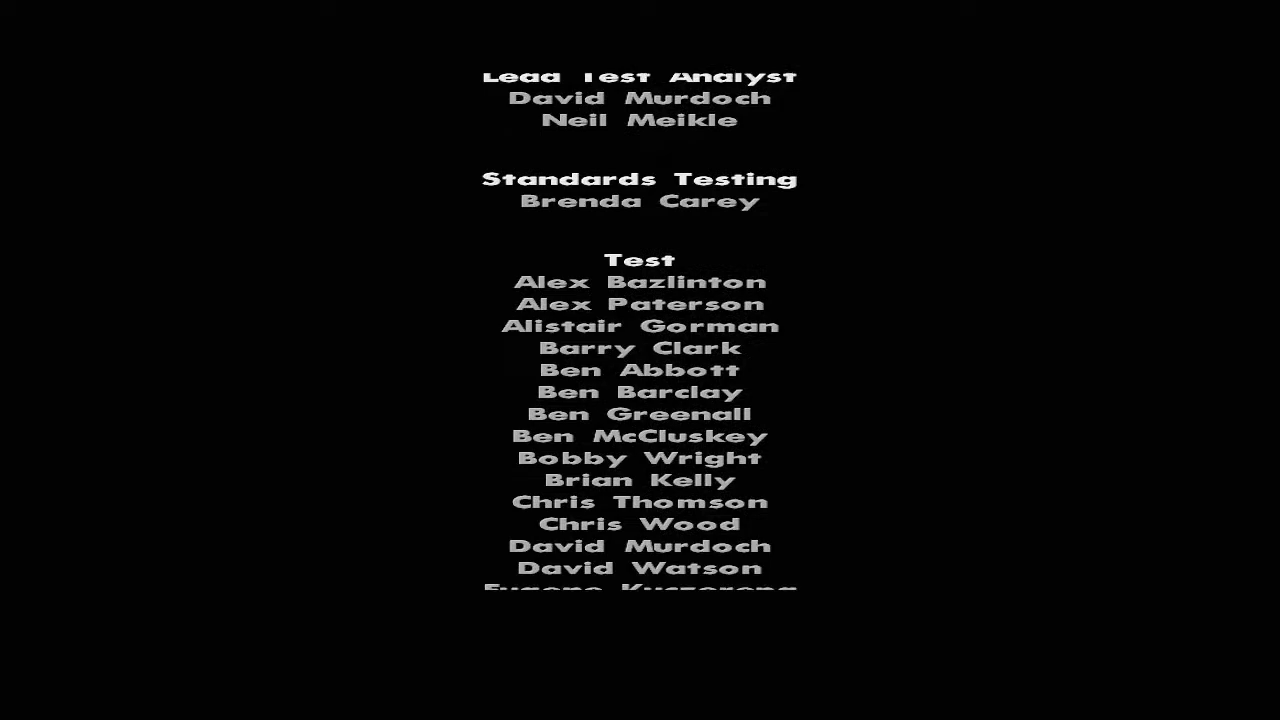 Lead Test Analyst
David Murdoch
Neil Meikle
Standards Testing
Brenda Carey
Test
Alex Bazlinton
Alex Paterson
Alistair Gorman
Barry Clark
Ben Abbott
Ben Barclay
Ben Greenall
Ben McCluskey
Bobby Wright
Brian Kelly
Chris Thomson
Chris Wood
David Murdoch
David Watson
Eugene